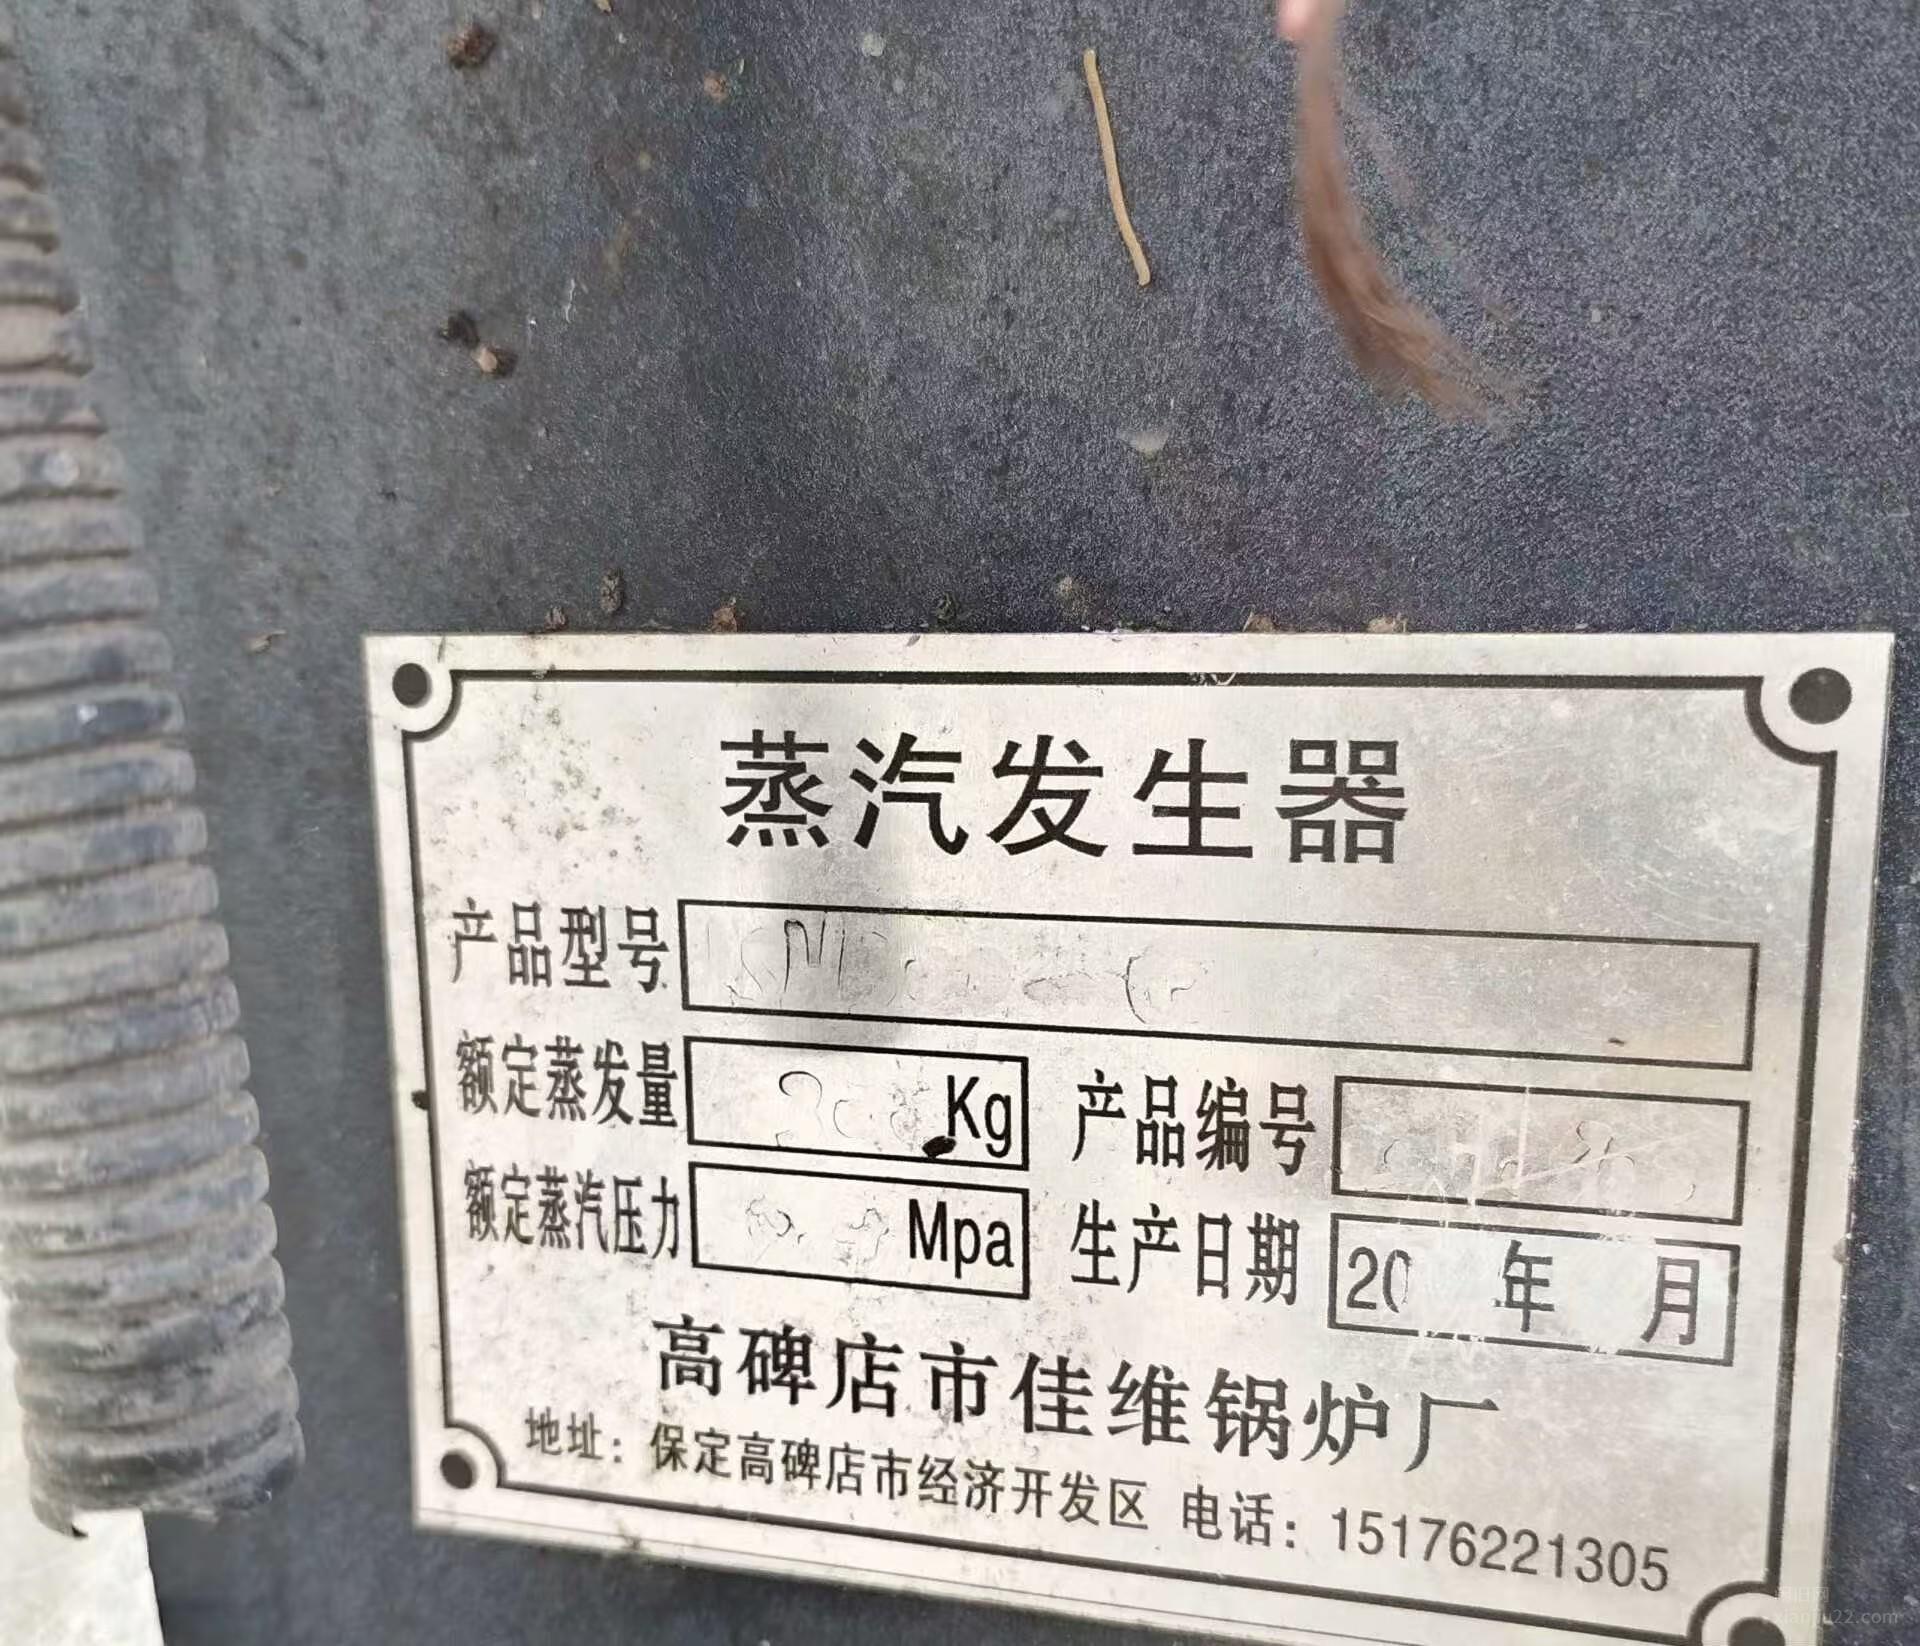 蒸汽发生器
产品型号
额定蒸发量 300 Kg 产品编号
额定蒸汽压力 Mpa 生产日期 20 年 月
高碑店市佳维锅炉厂
地址：保定高碑店市经济开发区 电话：15176221305
xianjiu22.com